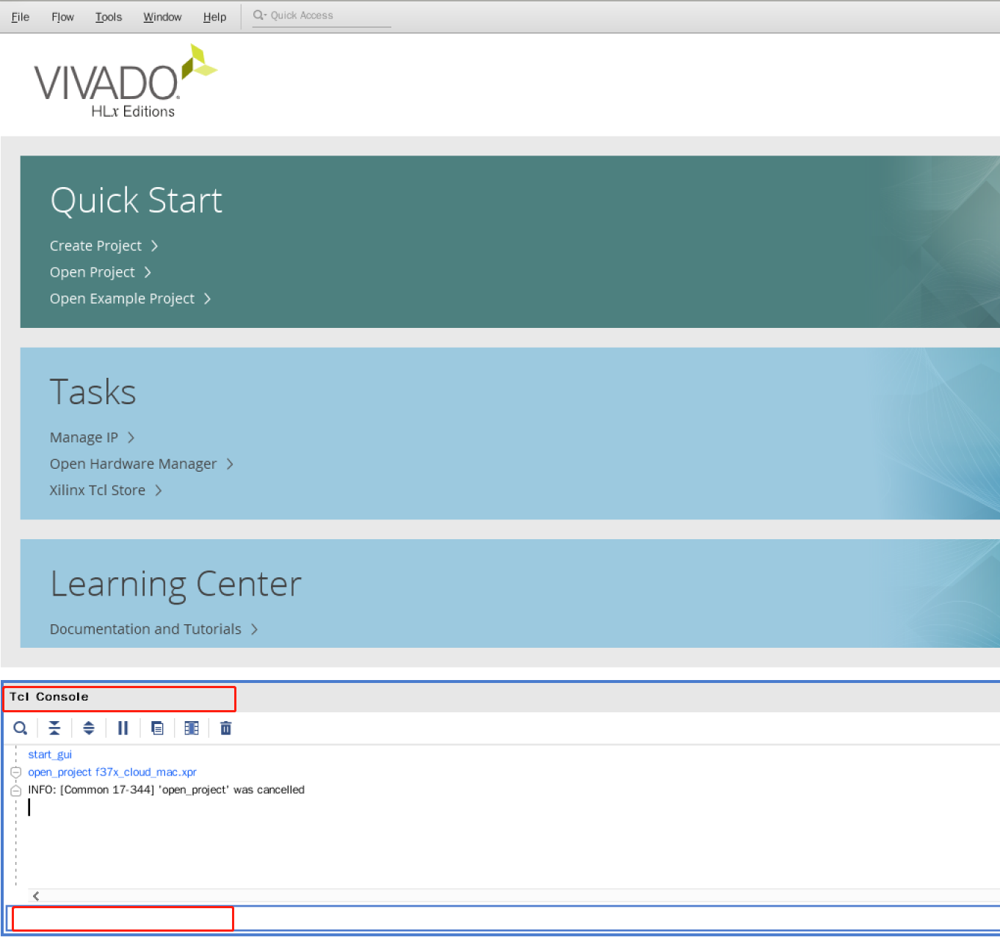 File Flow Tools Window Help Quick Access
VIVADO
HLx Editions
Quick Start
Create Project
Open Project
Open Example Project
Tasks
Manage IP
Open Hardware Manager
Xilinx Tcl Store
Learning Center
Documentation and Tutorials
Tcl Console
start_gui
open_project f37x_cloud_mac.xpr
INFO: [Common 17-344] 'open_project' was cancelled